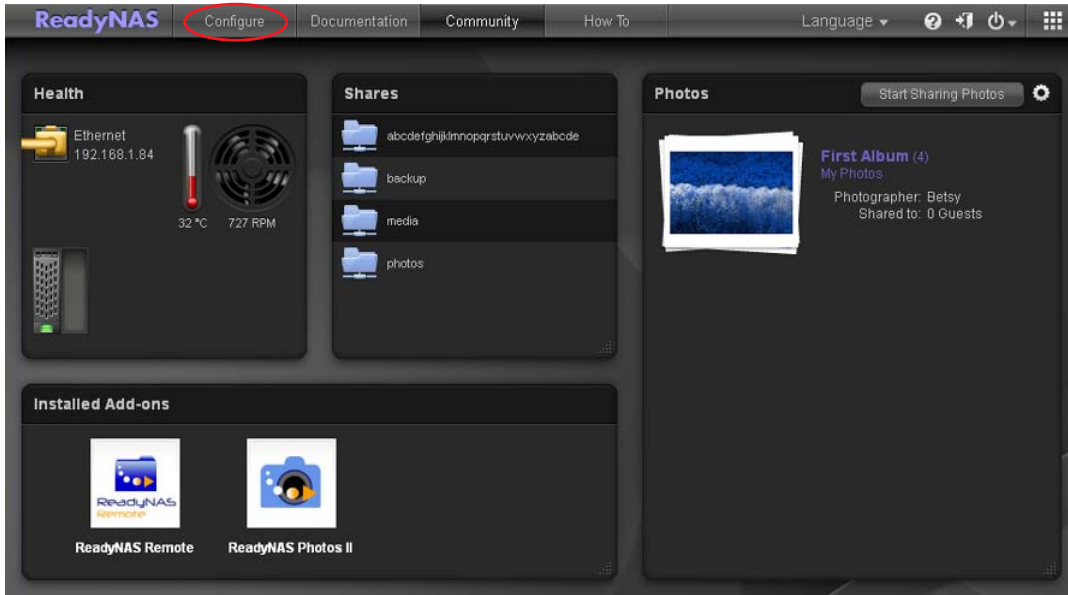 ReadyNAS Configure Documentation Community How To Language
Health
Ethernet
192.168.1.84
32 °C 727 RPM
Shares
abcdefghijklmnopqrstuvwxyzabcde
backup
media
photos
Photos Start Sharing Photos
First Album (4)
My Photos
Photographer: Betsy
Shared to: 0 Guests
Installed Add-ons
ReadyNAS
Remote
ReadyNAS Remote ReadyNAS Photos II